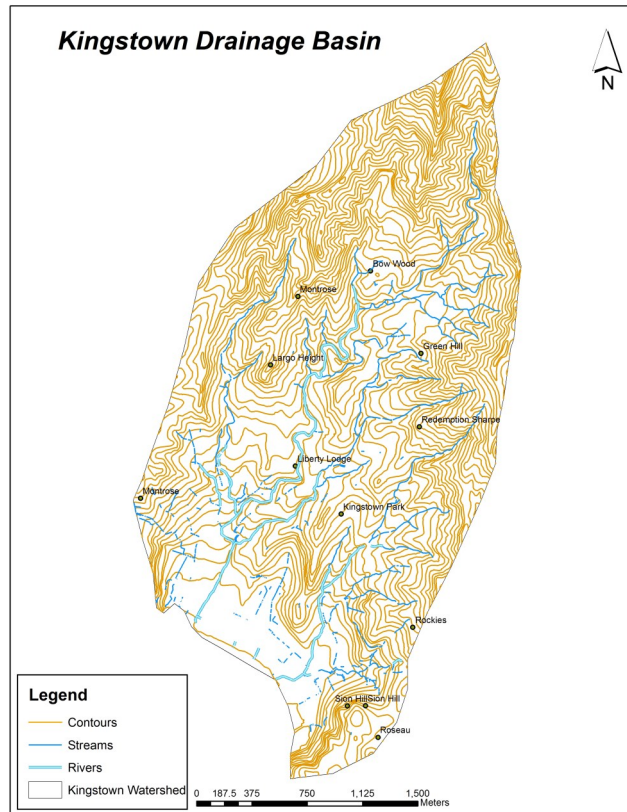 Kingstown Drainage Basin
N
Bow Wood
Montrose
Green Hill
Largo Height
Redemption Sharpe
Liberty Lodge
Montrose
Kingstown Park
Rockies
Sion Hill
Sion Hill
Roseau
Legend
Contours
Streams
Rivers
Kingstown Watershed
0 187.5 375 750 1,125 1,500
Meters